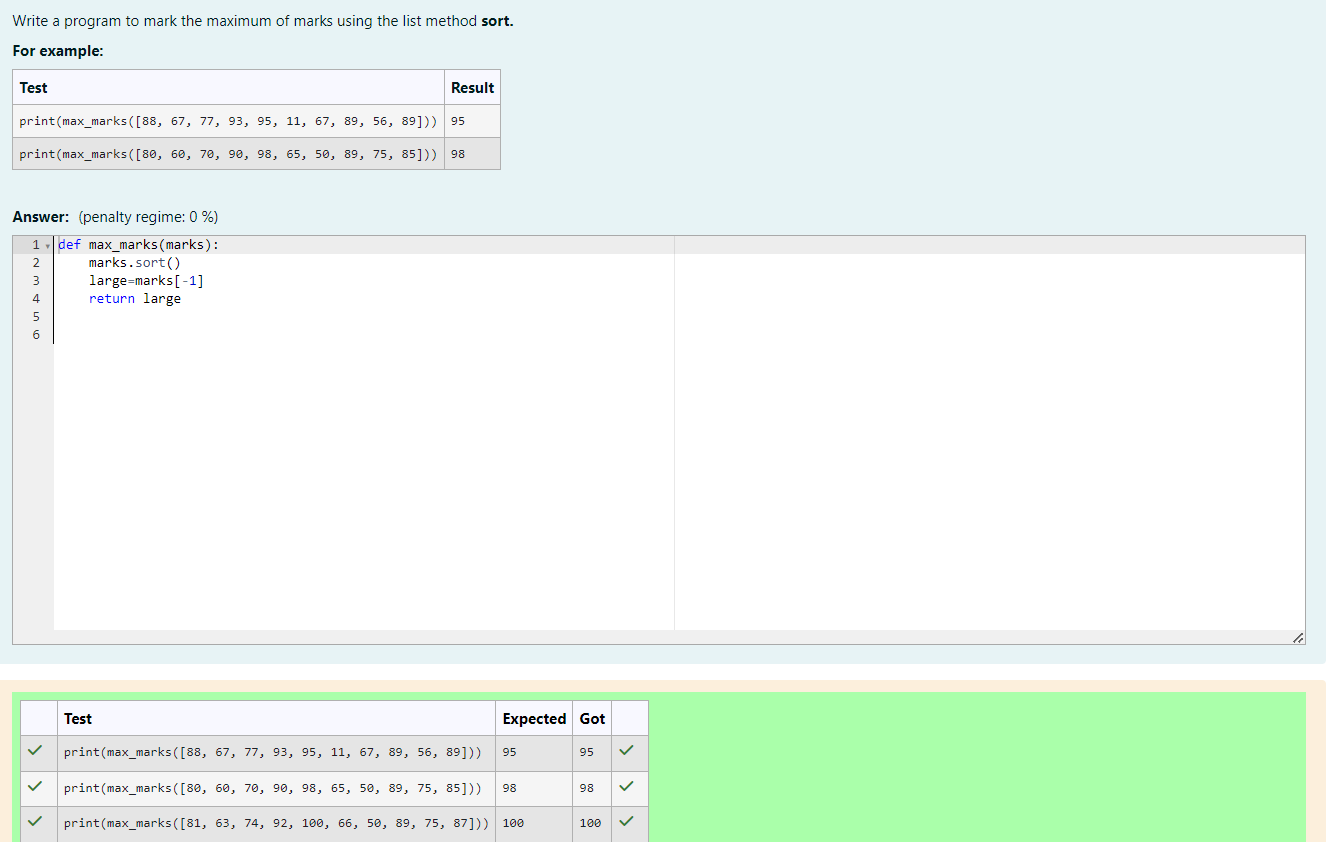 Write a program to mark the maximum of marks using the list method sort.
For example:
Test Result
print(max_marks([88, 67, 77, 93, 95, 11, 67, 89, 56, 89])) 95
print(max_marks([80, 60, 70, 90, 98, 65, 50, 89, 75, 85])) 98
Answer: (penalty regime: 0 %)
1 def max_marks(marks):
2     marks.sort()
3     large=marks[-1]
4     return large
5
6
Test Expected Got
print(max_marks([88, 67, 77, 93, 95, 11, 67, 89, 56, 89])) 95 95
print(max_marks([80, 60, 70, 90, 98, 65, 50, 89, 75, 85])) 98 98
print(max_marks([81, 63, 74, 92, 100, 66, 50, 89, 75, 87])) 100 100